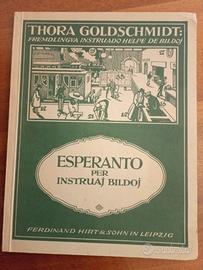 THORA GOLDSCHMIDT:
FREMDLINGVA INSTRUADO HELPE DE BILDOJ
ESPERANTO
PER
INSTRUAJ BILDOJ
FERDINAND HIRT & SOHN IN LEIPZIG